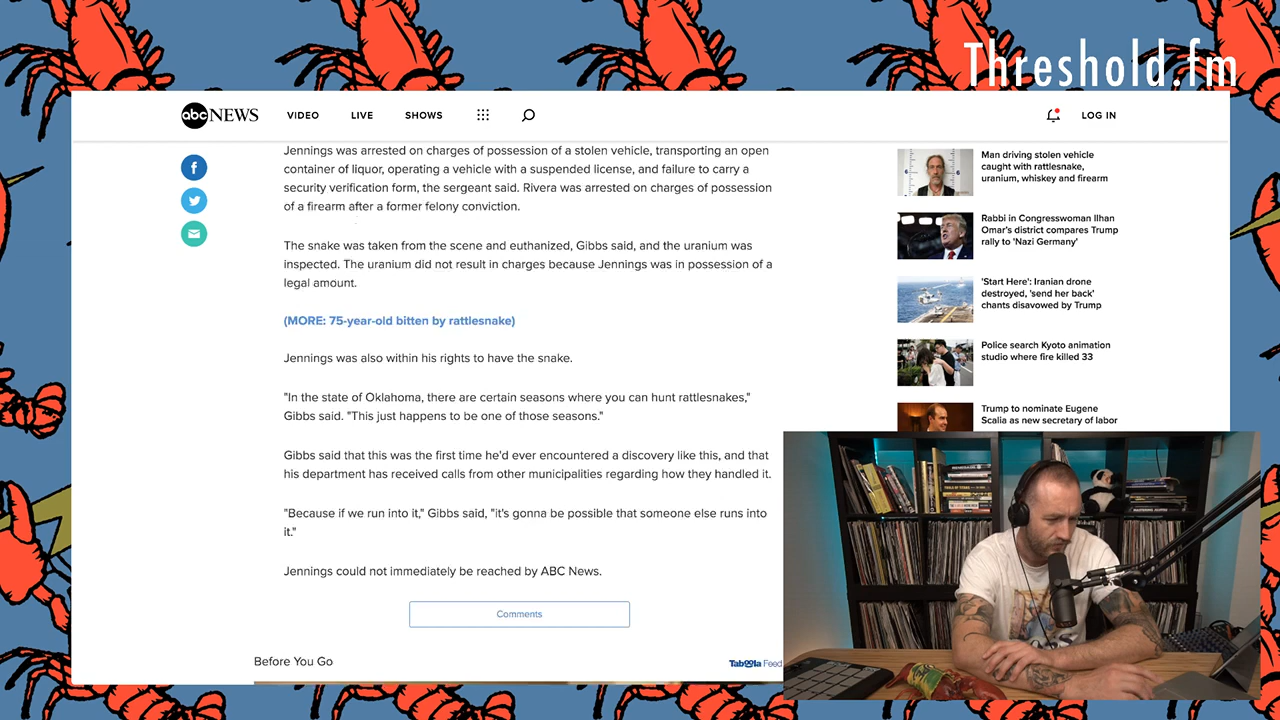 Threshold.fm
abc NEWS VIDEO LIVE SHOWS LOG IN
Jennings was arrested on charges of possession of a stolen vehicle, transporting an open
container of liquor, operating a vehicle with a suspended license, and failure to carry a
security verification form, the sergeant said. Rivera was arrested on charges of possession
of a firearm after a former felony conviction.
The snake was taken from the scene and euthanized, Gibbs said, and the uranium was
inspected. The uranium did not result in charges because Jennings was in possession of a
legal amount.
(MORE: 75-year-old bitten by rattlesnake)
Jennings was also within his rights to have the snake.
"In the state of Oklahoma, there are certain seasons where you can hunt rattlesnakes,"
Gibbs said. "This just happens to be one of those seasons."
Gibbs said that this was the first time he'd ever encountered a discovery like this, and that
his department has received calls from other municipalities regarding how they handled it.
"Because if we run into it," Gibbs said, "it's gonna be possible that someone else runs into
it."
Jennings could not immediately be reached by ABC News.
Comments
Before You Go
Taboola Feed
Man driving stolen vehicle
caught with rattlesnake,
uranium, whiskey and firearm
Rabbi in Congresswoman Ilhan
Omar's district compares Trump
rally to 'Nazi Germany'
'Start Here': Iranian drone
destroyed, 'send her back'
chants disavowed by Trump
Police search Kyoto animation
studio where fire killed 33
Trump to nominate Eugene
Scalia as new secretary of labor